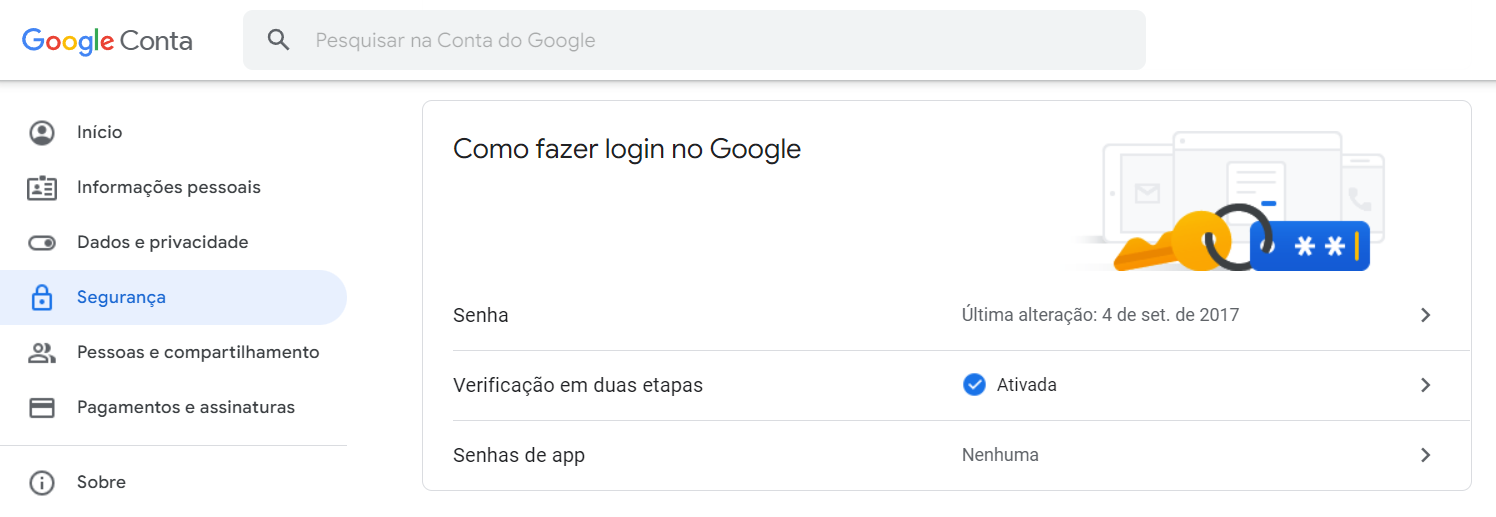 Google Conta
Pesquisar na Conta do Google
Início
Informações pessoais
Dados e privacidade
Segurança
Pessoas e compartilhamento
Pagamentos e assinaturas
Sobre
Como fazer login no Google
**
Senha Última alteração: 4 de set. de 2017
Verificação em duas etapas Ativada
Senhas de app Nenhuma